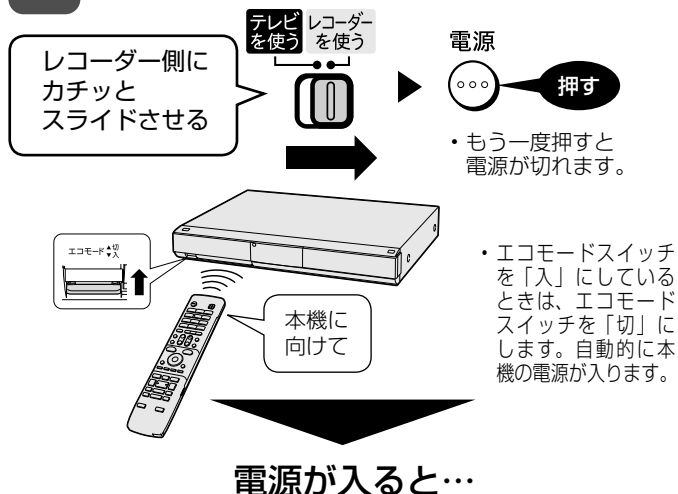 テレビ
を使う
レコーダー
を使う
レコーダー側に
カチッと
スライドさせる
電源
押す
・もう一度押すと
電源が切れます。
エコモード ▲切
▼入
本機に
向けて
・エコモードスイッチ
を「入」にしている
ときは、エコモード
スイッチを「切」に
します。自動的に本
機の電源が入ります。
電源が入ると…